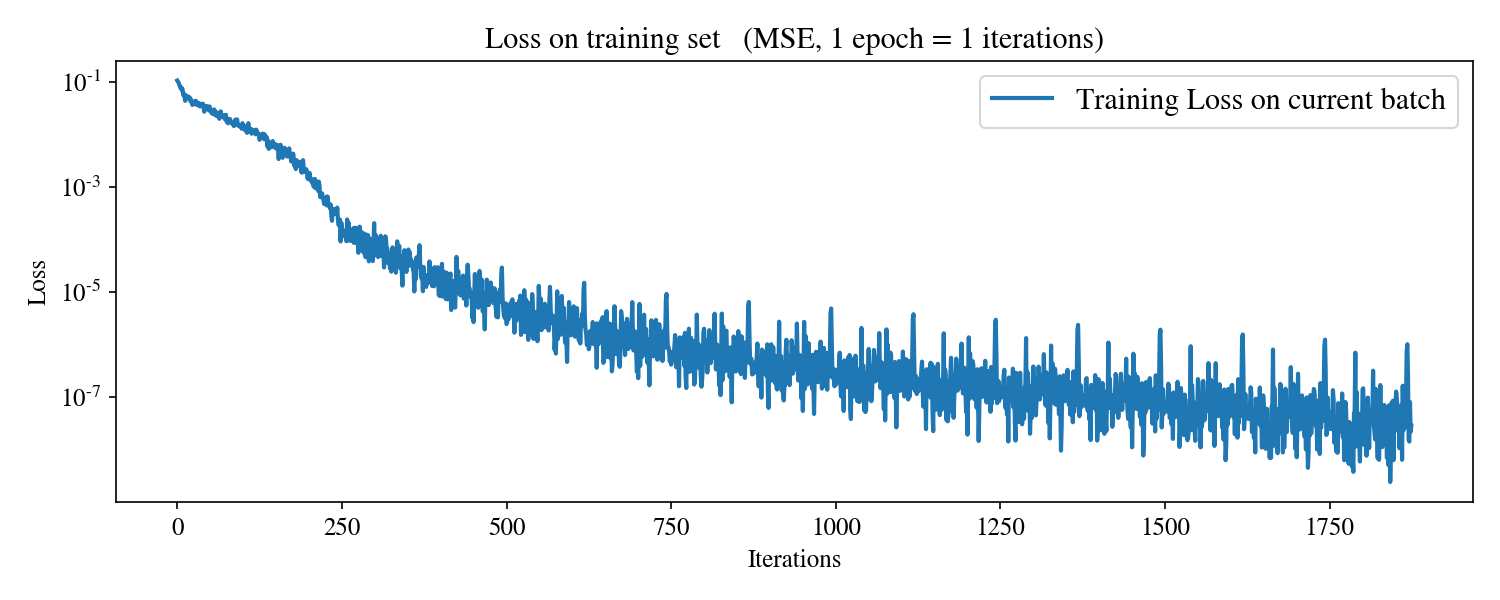 Loss on training set (MSE, 1 epoch = 1 iterations)
Training Loss on current batch
Loss
10⁻¹
10⁻³
10⁻⁵
10⁻⁷
0 250 500 750 1000 1250 1500 1750
Iterations